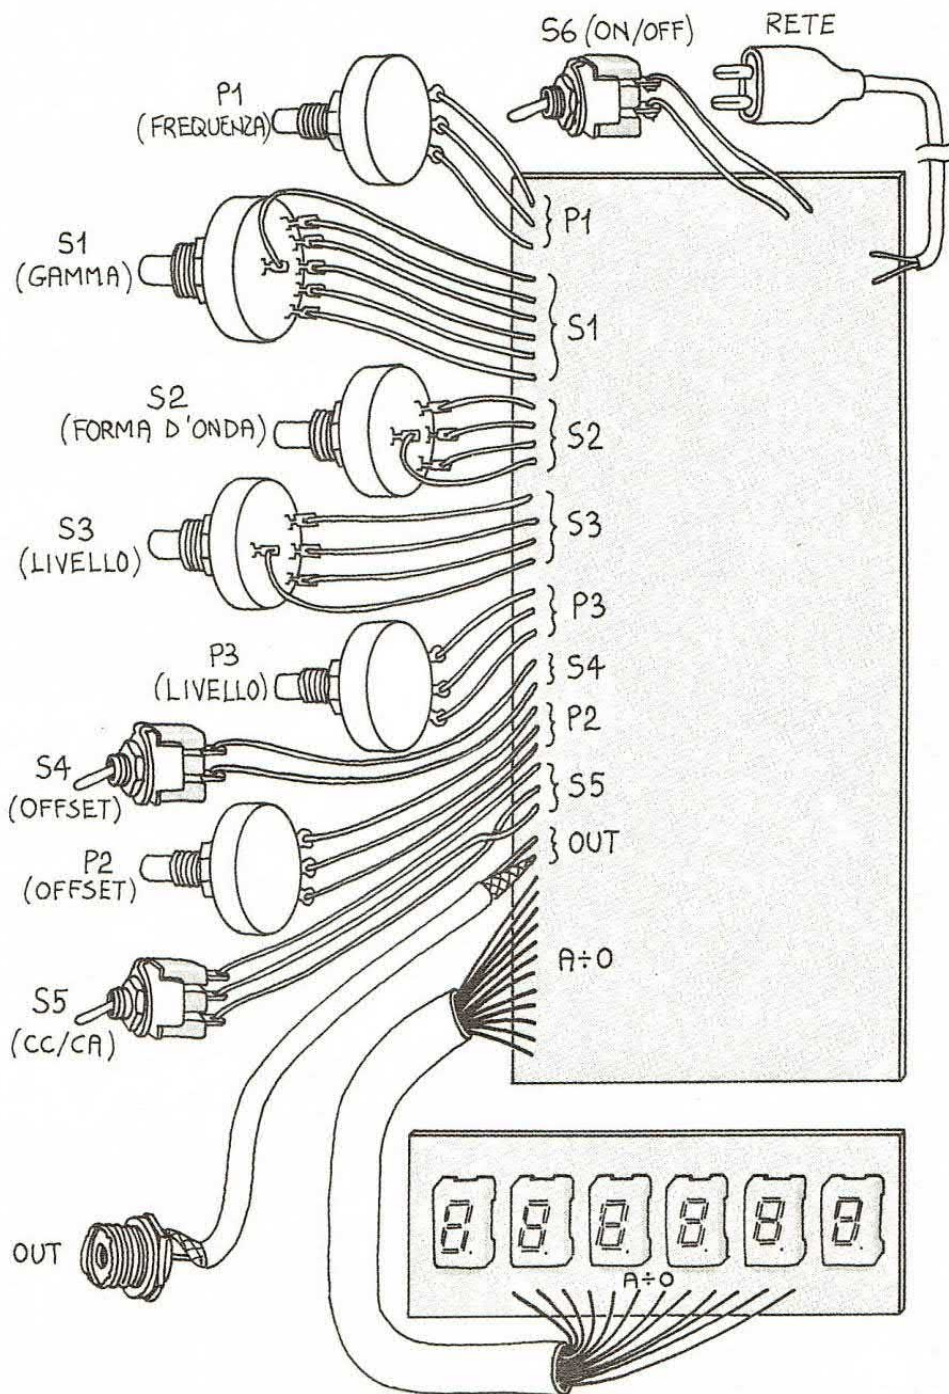 S6 (ON/OFF)
RETE
P1
(FREQUENZA)
P1
S1
(GAMMA)
S1
S2
(FORMA D'ONDA)
S2
S3
(LIVELLO)
S3
P3
P3
(LIVELLO)
S4
P2
S4
(OFFSET)
S5
P2
(OFFSET)
OUT
A÷O
S5
(CC/CA)
OUT
A÷O